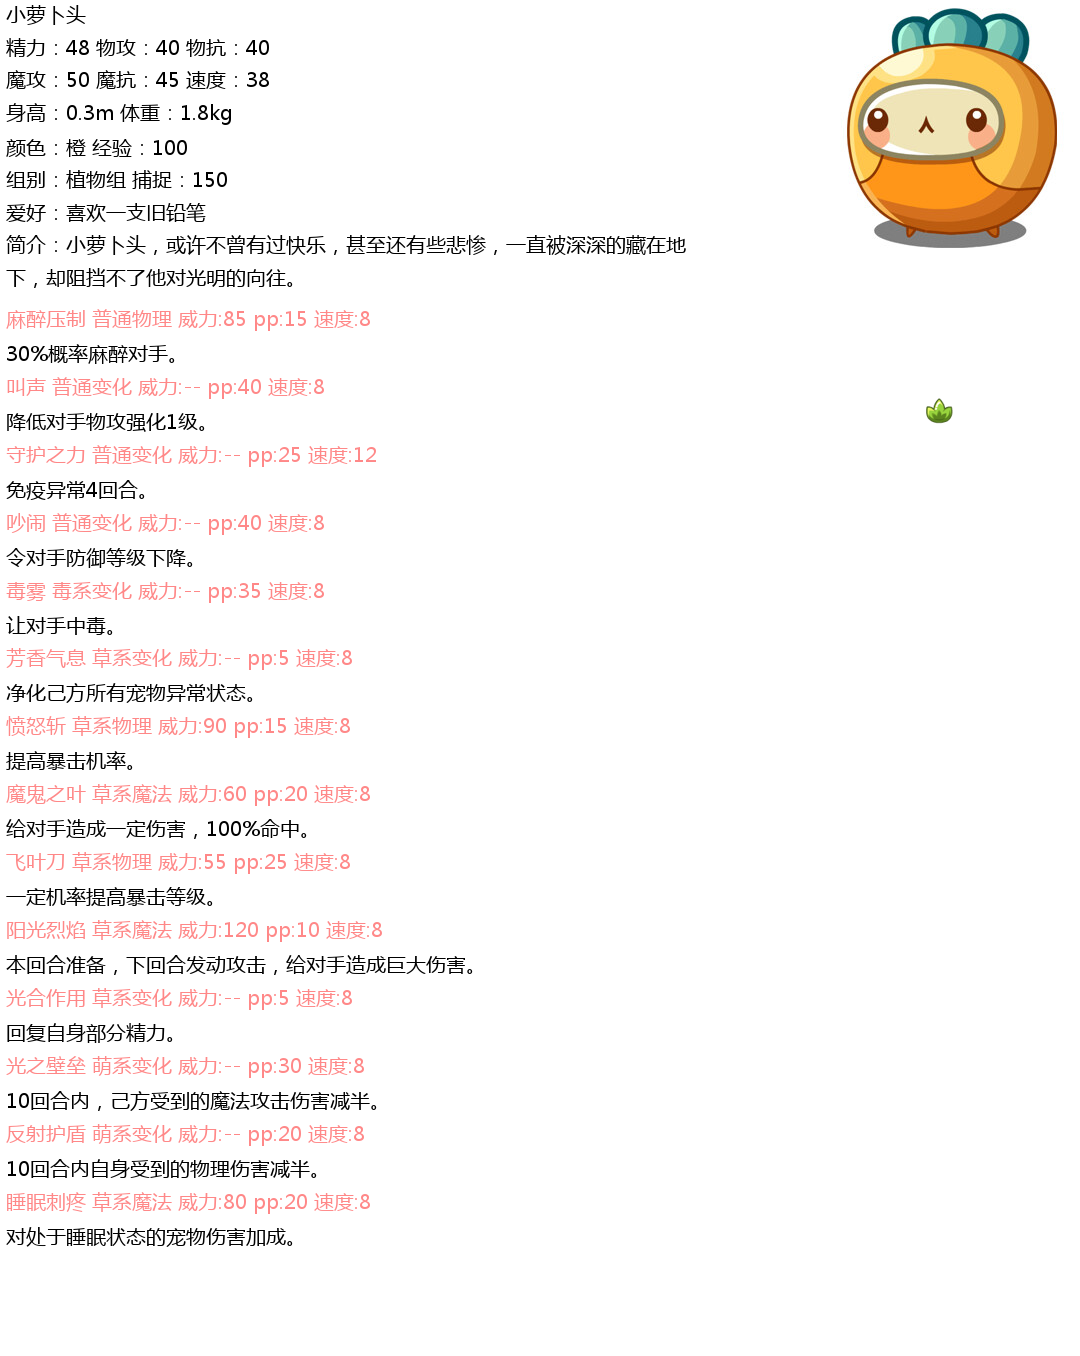 小萝卜头
精力：48 物攻：40 物抗：40
魔攻：50 魔抗：45 速度：38
身高：0.3m 体重：1.8kg
颜色：橙 经验：100
组别：植物组 捕捉：150
爱好：喜欢一支旧铅笔
简介：小萝卜头，或许不曾有过快乐，甚至还有些悲惨，一直被深深的藏在地
下，却阻挡不了他对光明的向往。
麻醉压制 普通物理 威力:85 pp:15 速度:8
30%概率麻醉对手。
叫声 普通变化 威力:-- pp:40 速度:8
降低对手物攻强化1级。
守护之力 普通变化 威力:-- pp:25 速度:12
免疫异常4回合。
吵闹 普通变化 威力:-- pp:40 速度:8
令对手防御等级下降。
毒雾 毒系变化 威力:-- pp:35 速度:8
让对手中毒。
芳香气息 草系变化 威力:-- pp:5 速度:8
净化己方所有宠物异常状态。
愤怒斩 草系物理 威力:90 pp:15 速度:8
提高暴击机率。
魔鬼之叶 草系魔法 威力:60 pp:20 速度:8
给对手造成一定伤害，100%命中。
飞叶刀 草系物理 威力:55 pp:25 速度:8
一定机率提高暴击等级。
阳光烈焰 草系魔法 威力:120 pp:10 速度:8
本回合准备，下回合发动攻击，给对手造成巨大伤害。
光合作用 草系变化 威力:-- pp:5 速度:8
回复自身部分精力。
光之壁垒 萌系变化 威力:-- pp:30 速度:8
10回合内，己方受到的魔法攻击伤害减半。
反射护盾 萌系变化 威力:-- pp:20 速度:8
10回合内自身受到的物理伤害减半。
睡眠刺疼 草系魔法 威力:80 pp:20 速度:8
对处于睡眠状态的宠物伤害加成。